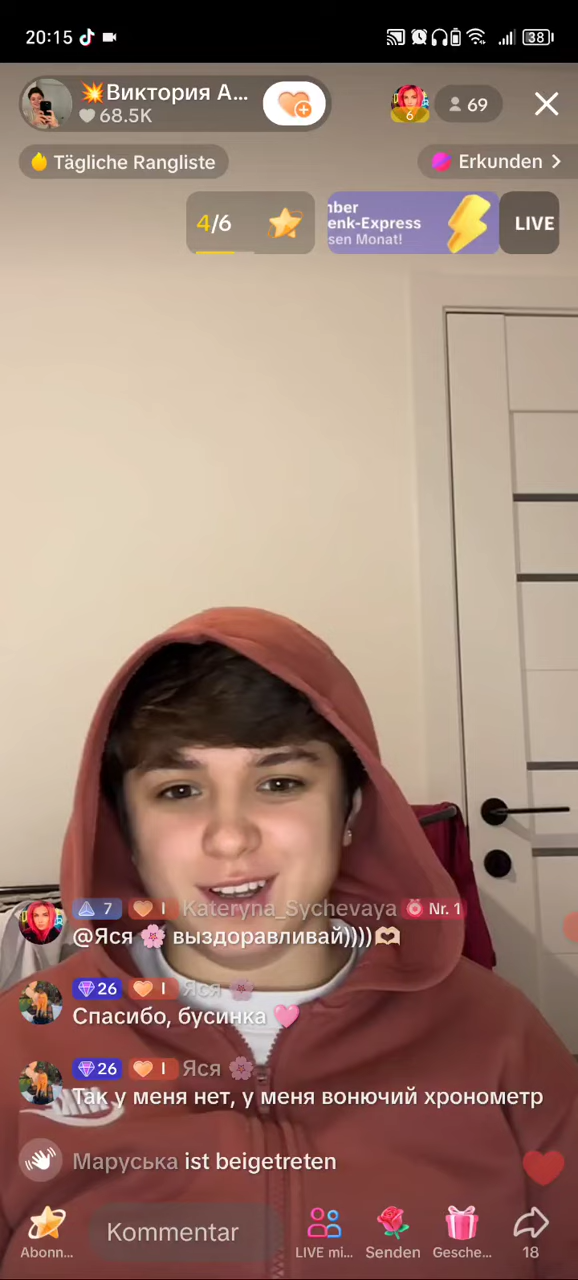 20:15
38
💥Виктория А...
68.5K
6
69
Tägliche Rangliste
Erkunden
4/6
enk-Express
sen Monat!
LIVE
7 I Kateryna_Sychevaya Nr. 1
@Яся 🌸 выздоравливай))))🫶
26 I Яся 🌸
Спасибо, бусинка 🩷
26 I Яся 🌸
Так у меня нет, у меня вонючий хронометр
Маруська ist beigetreten
Abonn...
Kommentar
LIVE mi...
Senden
Gesche...
18